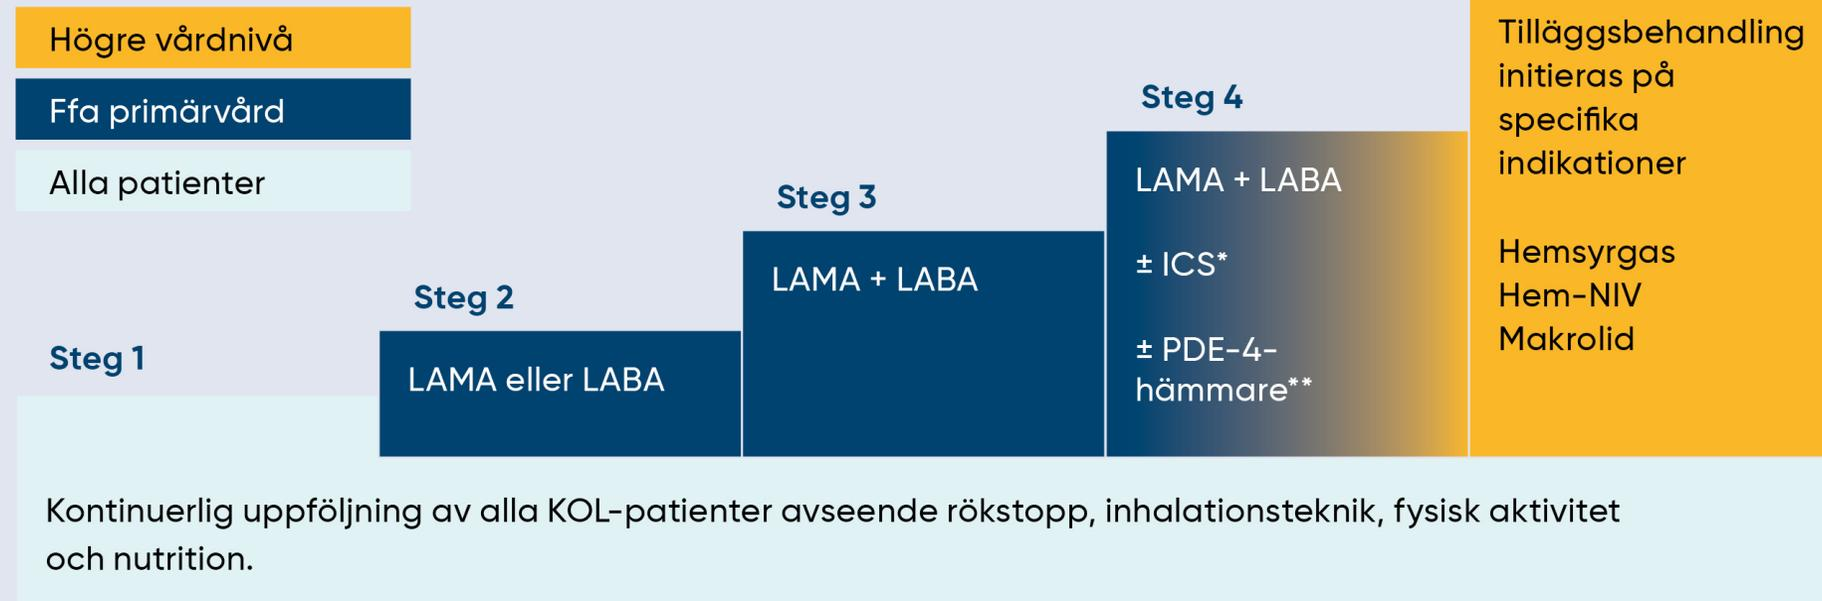 Högre vårdnivå
Ffa primärvård
Alla patienter
Steg 1
Steg 2
LAMA eller LABA
Steg 3
LAMA + LABA
Steg 4
LAMA + LABA
± ICS*
± PDE-4-
hämmare**
Tilläggsbehandling
initieras på
specifika
indikationer
Hemsyrgas
Hem-NIV
Makrolid
Kontinuerlig uppföljning av alla KOL-patienter avseende rökstopp, inhalationsteknik, fysisk aktivitet
och nutrition.